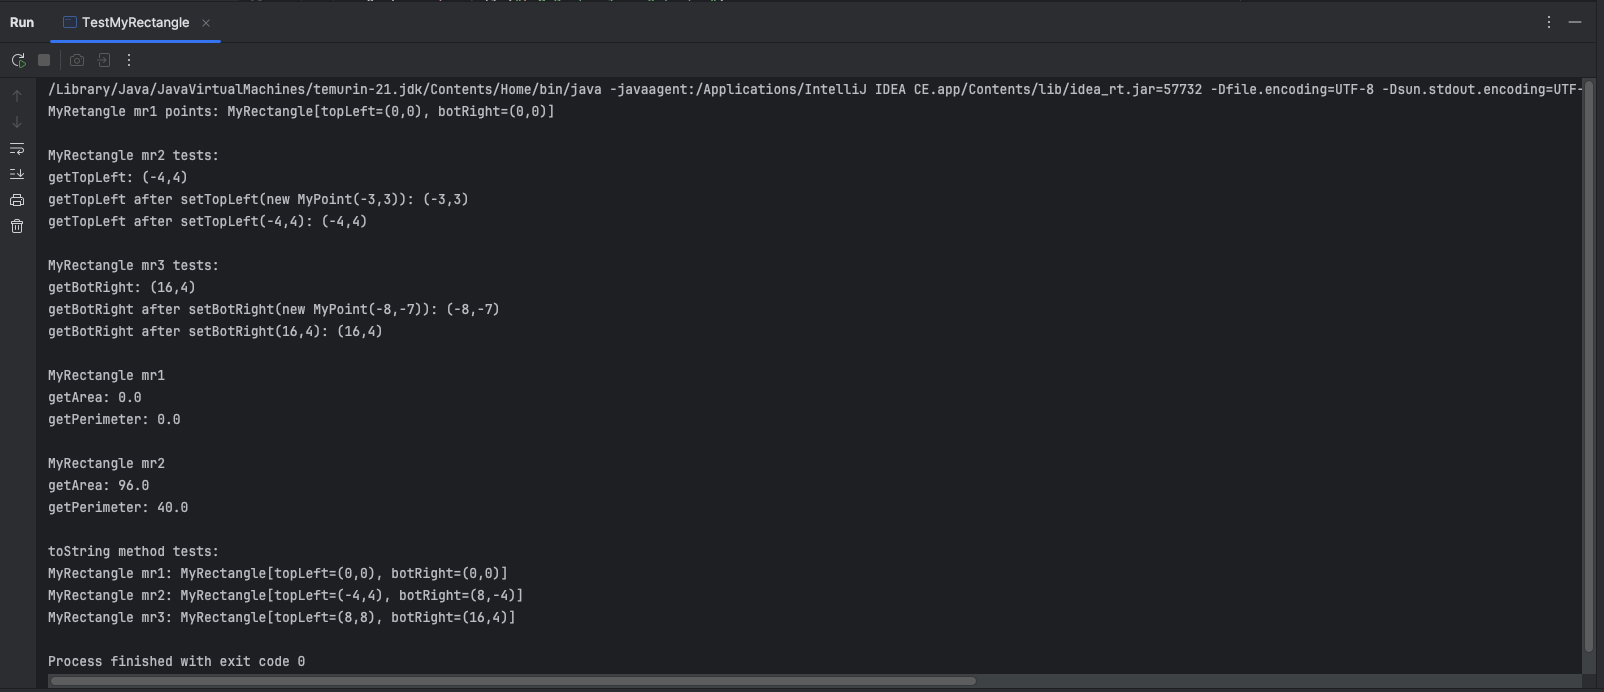 Run TestMyRectangle
/Library/Java/JavaVirtualMachines/temurin-21.jdk/Contents/Home/bin/java -javaagent:/Applications/IntelliJ IDEA CE.app/Contents/lib/idea_rt.jar=57732 -Dfile.encoding=UTF-8 -Dsun.stdout.encoding=UTF-
MyRetangle mr1 points: MyRectangle[topLeft=(0,0), botRight=(0,0)]
MyRectangle mr2 tests:
getTopLeft: (-4,4)
getTopLeft after setTopLeft(new MyPoint(-3,3)): (-3,3)
getTopLeft after setTopLeft(-4,4): (-4,4)
MyRectangle mr3 tests:
getBotRight: (16,4)
getBotRight after setBotRight(new MyPoint(-8,-7)): (-8,-7)
getBotRight after setBotRight(16,4): (16,4)
MyRectangle mr1
getArea: 0.0
getPerimeter: 0.0
MyRectangle mr2
getArea: 96.0
getPerimeter: 40.0
toString method tests:
MyRectangle mr1: MyRectangle[topLeft=(0,0), botRight=(0,0)]
MyRectangle mr2: MyRectangle[topLeft=(-4,4), botRight=(8,-4)]
MyRectangle mr3: MyRectangle[topLeft=(8,8), botRight=(16,4)]
Process finished with exit code 0